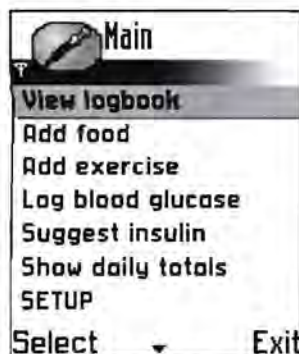 Main
View logbook
Add food
Add exercise
Log blood glucose
Suggest insulin
Show daily totals
SETUP
Select Exit